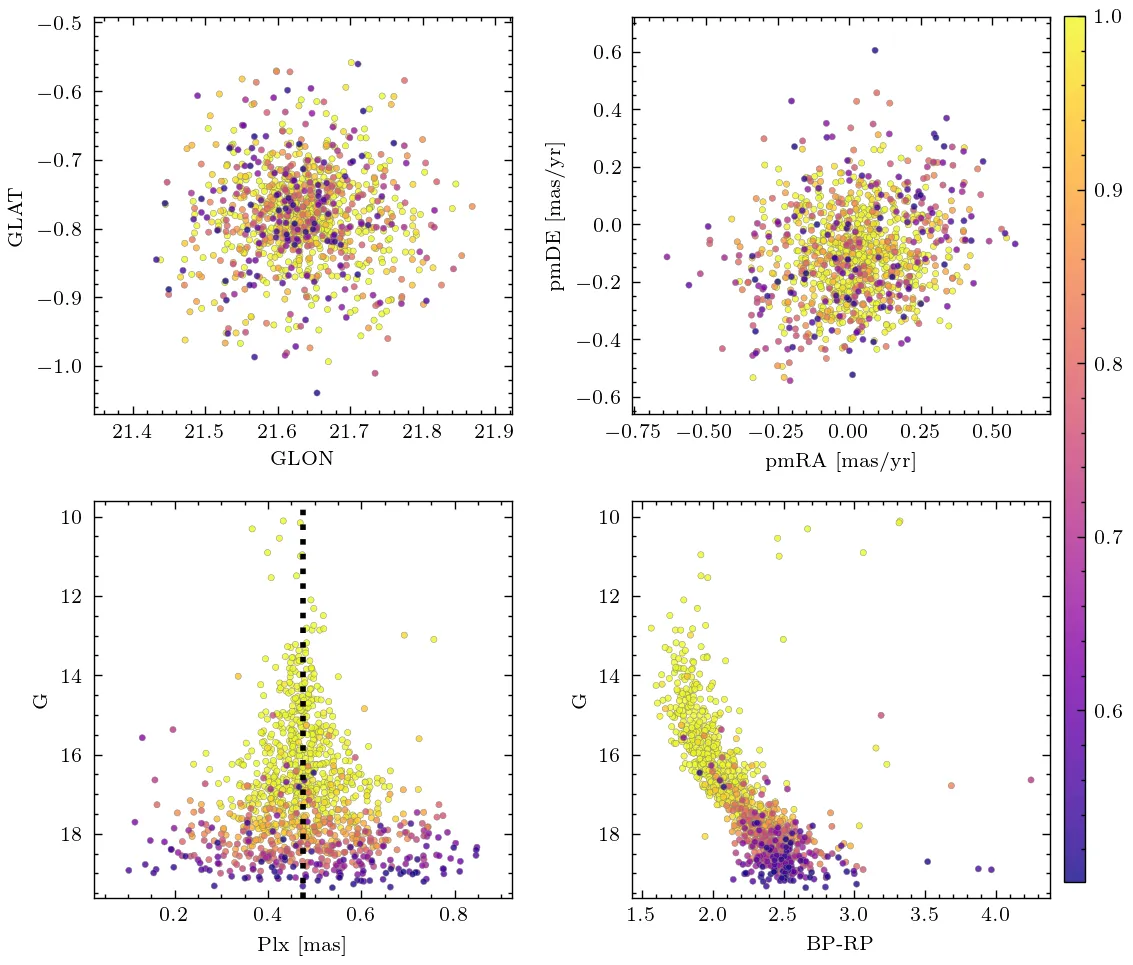 −0.5
−0.6
−0.7
−0.8
−0.9
−1.0
GLAT
21.4 21.5 21.6 21.7 21.8 21.9
GLON
0.6
0.4
0.2
0.0
−0.2
−0.4
−0.6
pmDE [mas/yr]
−0.75 −0.50 −0.25 0.00 0.25 0.50
pmRA [mas/yr]
1.0
0.9
0.8
0.7
0.6
10
12
14
16
18
G
0.2 0.4 0.6 0.8
Plx [mas]
10
12
14
16
18
G
1.5 2.0 2.5 3.0 3.5 4.0
BP-RP